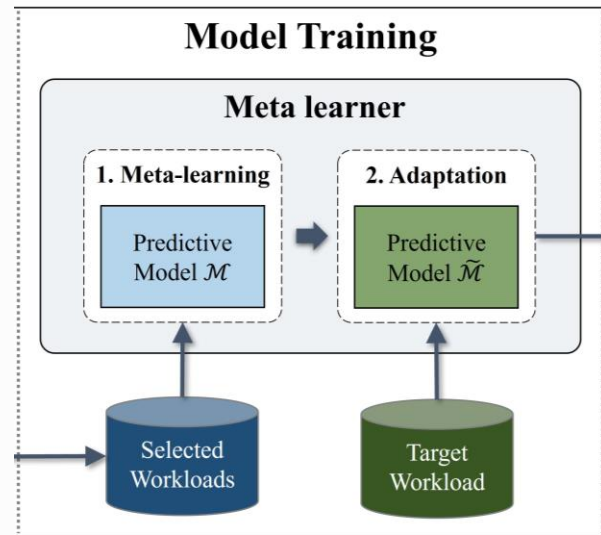 Model Training
Meta learner
1. Meta-learning
Predictive
Model ℳ
2. Adaptation
Predictive
Model ℳ̃
Selected
Workloads
Target
Workload